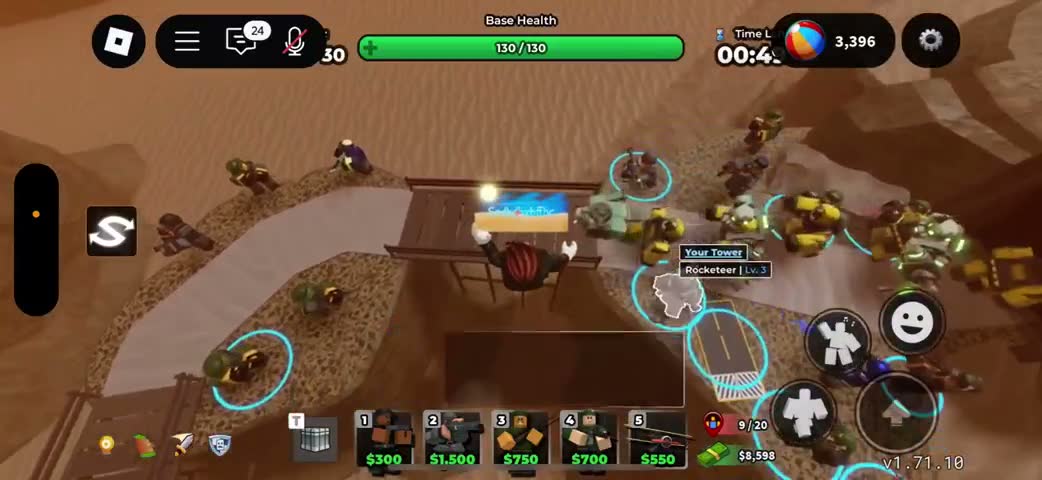 Base Health
24
30
130 / 130
Time L
00:4
3,396
Your Tower
Rocketeer | Lv. 3
T
1
2
3
4
5
$300
$1,500
$750
$700
$550
9 / 20
$8,598
v1.71.10